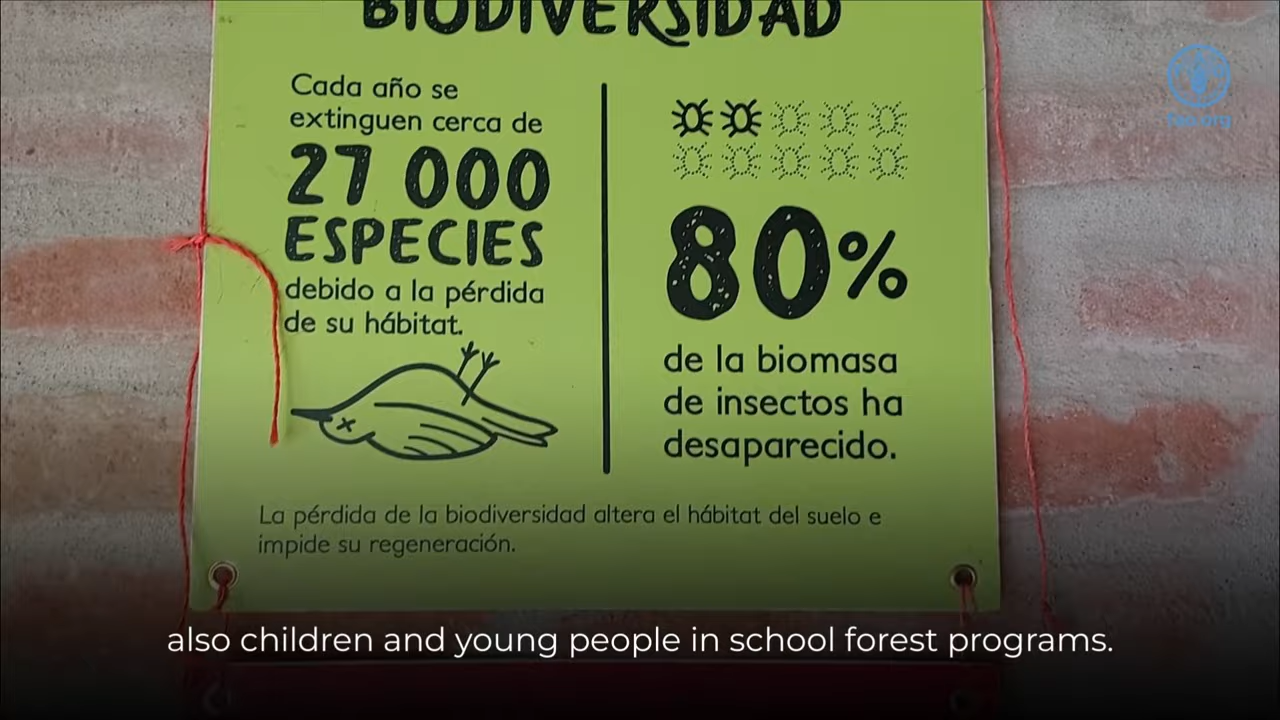 BIODIVERSIDAD
Cada año se
extinguen cerca de
27 000
ESPECIES
debido a la pérdida
de su hábitat.
80%
de la biomasa
de insectos ha
desaparecido.
La pérdida de la biodiversidad altera el hábitat del suelo e
impide su regeneración.
fao.org
also children and young people in school forest programs.